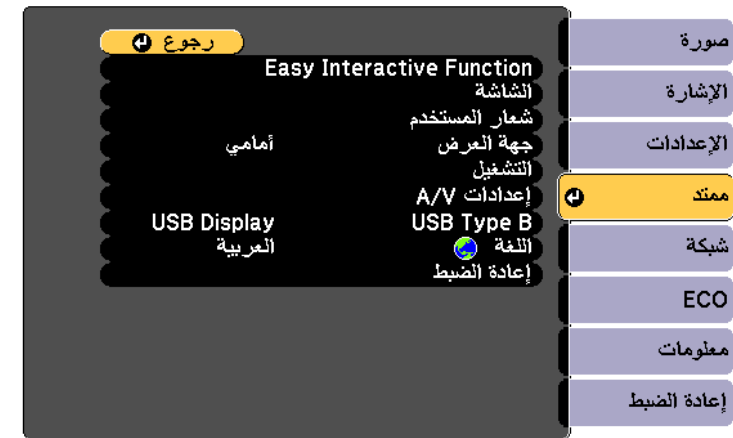 رجوع
Easy Interactive Function
الشاشة
شعار المستخدم
جهة العرض أمامي
التشغيل
إعدادات A/V
USB Type B USB Display
اللغة العربية
إعادة الضبط
صورة
الإشارة
الإعدادات
ممتد
شبكة
ECO
معلومات
إعادة الضبط